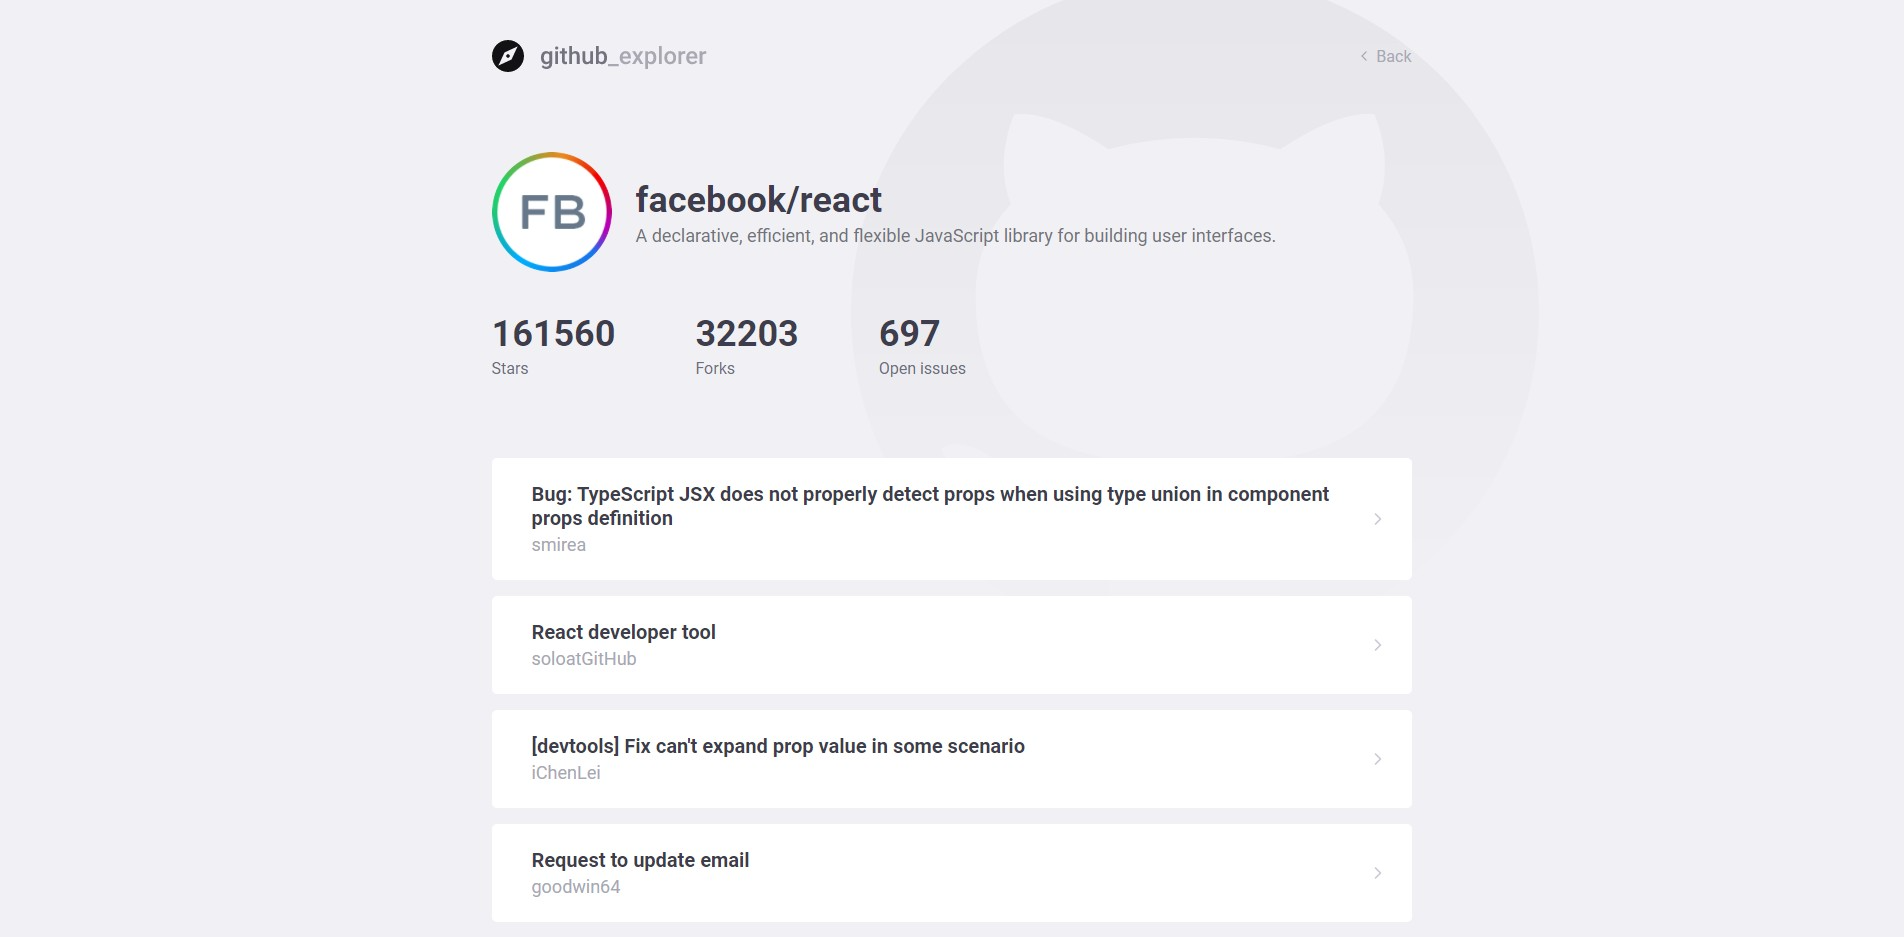 github_explorer
Back
FB
facebook/react
A declarative, efficient, and flexible JavaScript library for building user interfaces.
161560
Stars
32203
Forks
697
Open issues
Bug: TypeScript JSX does not properly detect props when using type union in component
props definition
smirea
React developer tool
soloatGitHub
[devtools] Fix can't expand prop value in some scenario
iChenLei
Request to update email
goodwin64